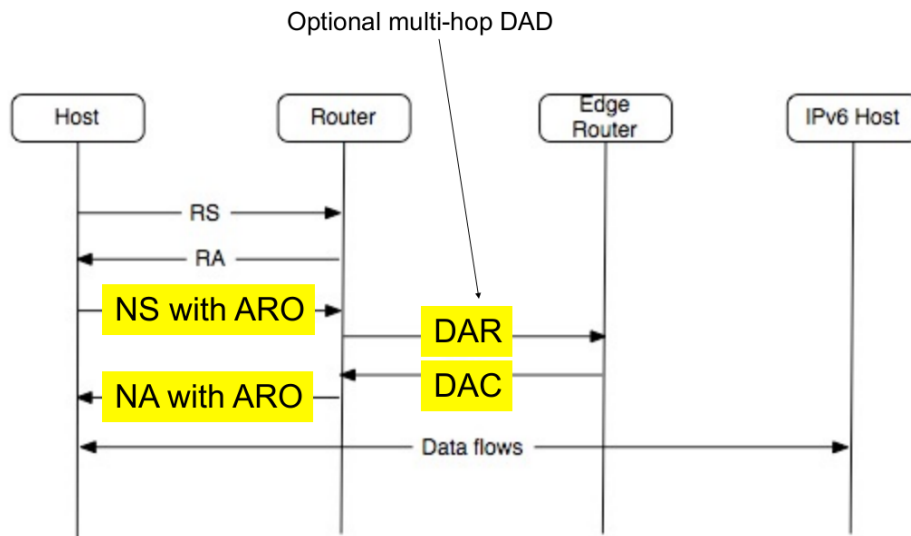 Optional multi-hop DAD
Host
Router
Edge
Router
IPv6 Host
RS
RA
NS with ARO
DAR
DAC
NA with ARO
Data flows